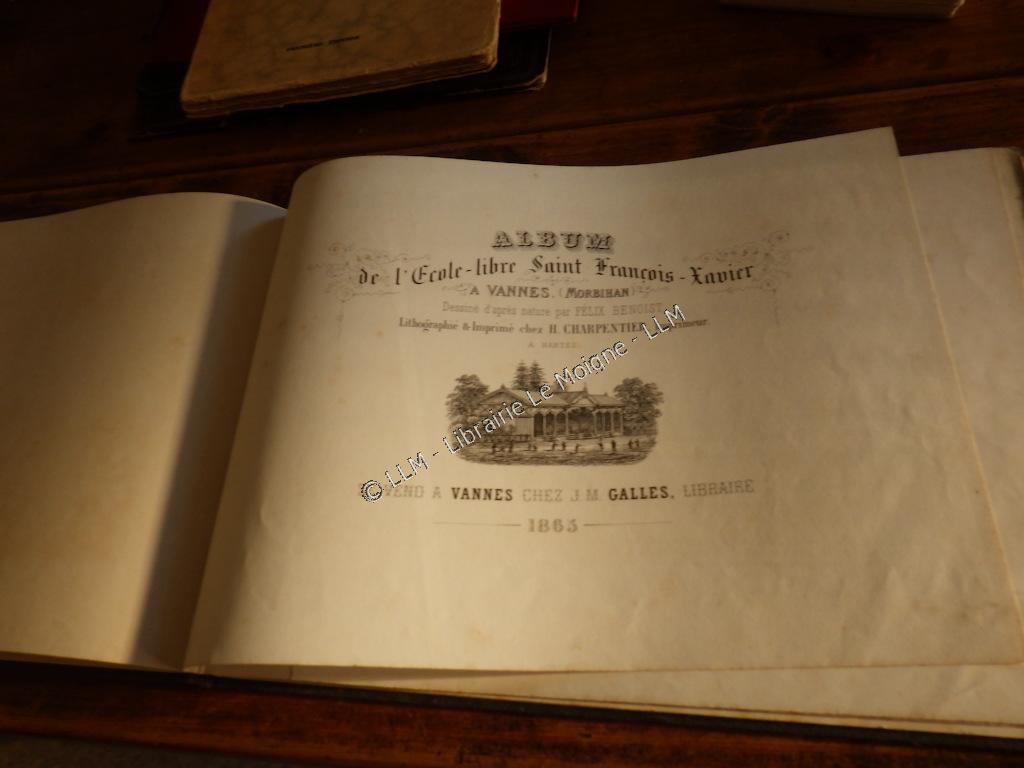 ALBUM
de l'Ecole-libre Saint François-Xavier
A VANNES, (MORBIHAN)
Dessiné d'après nature par FÉLIX BENOIST
Lithographié & Imprimé chez H. CHARPENTIER
A NANTES.
VEND A VANNES CHEZ J. M. GALLES, LIBRAIRE
1865
© LLM - Librairie Le Moigne - LLM